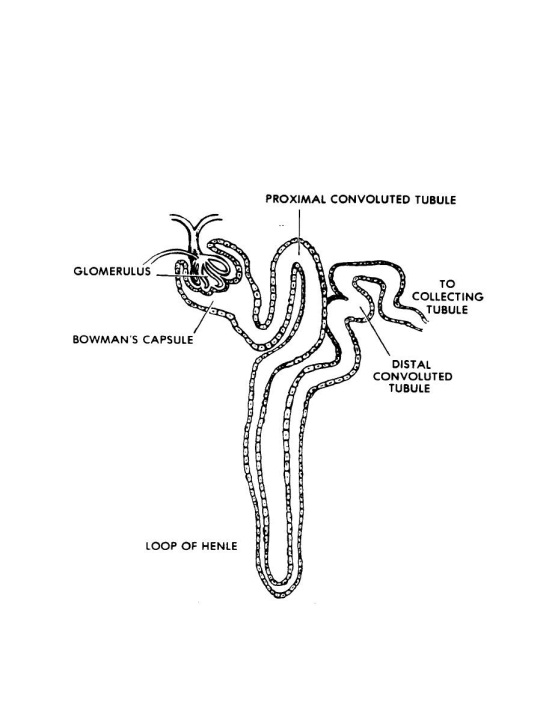 PROXIMAL CONVOLUTED TUBULE
GLOMERULUS
TO
COLLECTING
TUBULE
BOWMAN'S CAPSULE
DISTAL
CONVOLUTED
TUBULE
LOOP OF HENLE